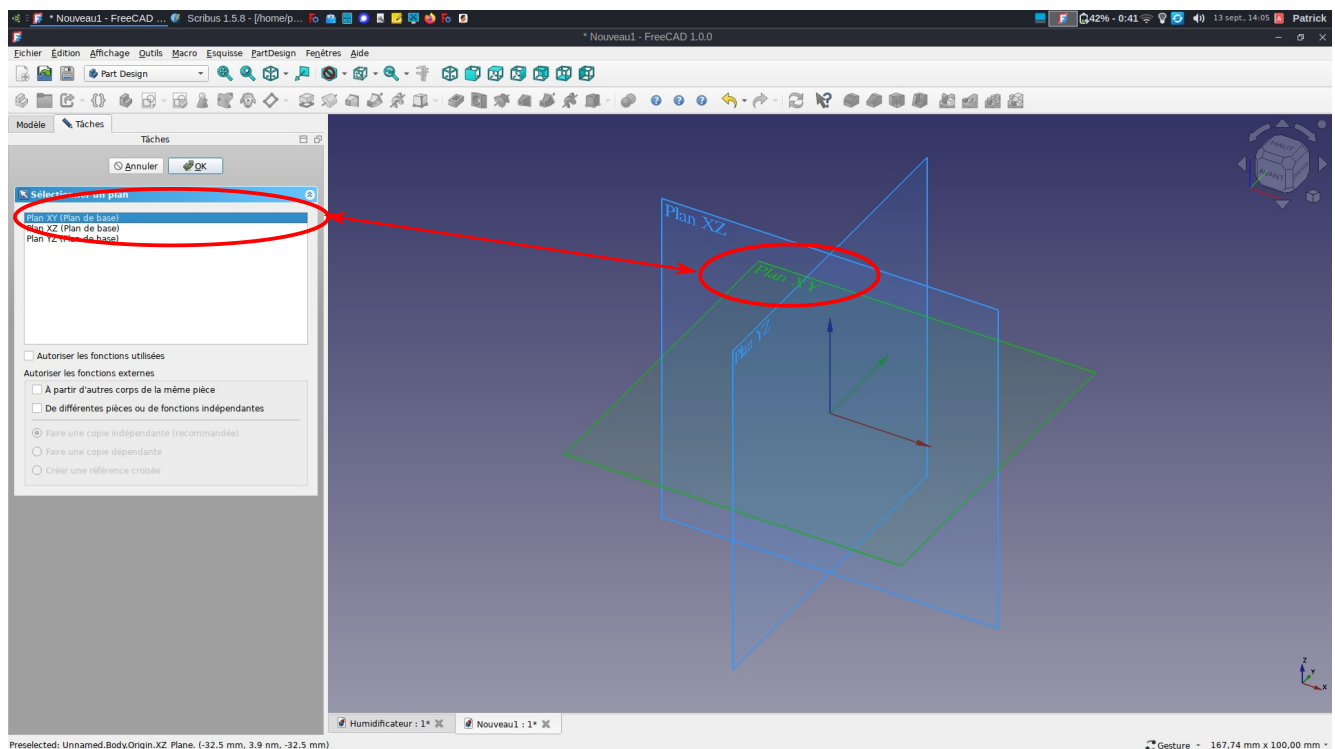 * Nouveau1 - FreeCAD ... Scribus 1.5.8 - [/home/p... 42% - 0:41 13 sept., 14:05 Patrick
* Nouveau1 - FreeCAD 1.0.0
Fichier Édition Affichage Outils Macro Esquisse PartDesign Fenêtres Aide
Part Design
Modèle Tâches
Tâches
Annuler OK
Sélectionner un plan
Plan XY (Plan de base)
Plan XZ (Plan de base)
Plan YZ (Plan de base)
Autoriser les fonctions utilisées
Autoriser les fonctions externes
À partir d'autres corps de la même pièce
De différentes pièces ou de fonctions indépendantes
Faire une copie indépendante (recommandée)
Faire une copie dépendante
Créer une référence croisée
Plan XZ
Plan XY
Plan YZ
HAUT
AVANT
Z
Y
X
Humidificateur : 1* Nouveau1 : 1*
Preselected: Unnamed.Body.Origin.XZ_Plane. (-32.5 mm, 3.9 nm, -32.5 mm) Gesture 167,74 mm x 100,00 mm